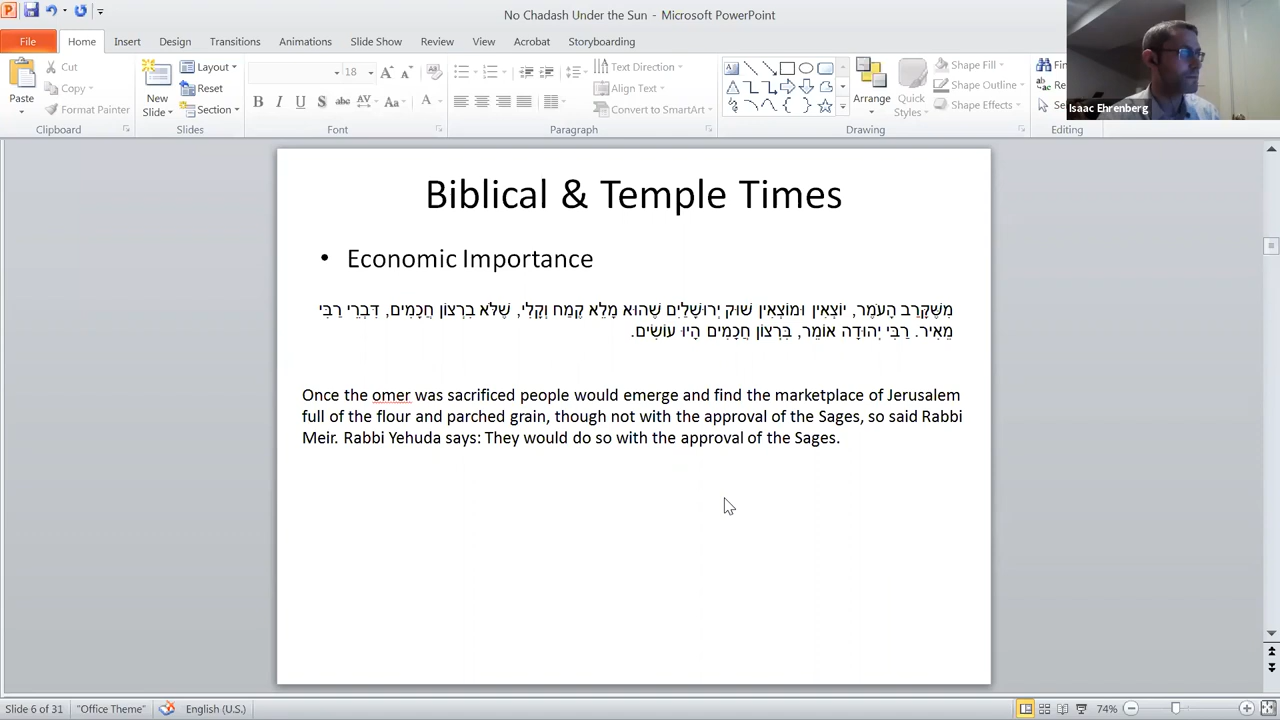 No Chadash Under the Sun - Microsoft PowerPoint
File Home Insert Design Transitions Animations Slide Show Review View Acrobat Storyboarding
Paste
Cut
Copy
Format Painter
Clipboard
New Slide
Layout
Reset
Section
Slides
18
B I U S abc AV Aa A
Font
Text Direction
Align Text
Convert to SmartArt
Paragraph
Arrange
Quick Styles
Shape Fill
Shape Outline
Shape Effects
Drawing
Editing
Isaac Ehrenberg
Biblical & Temple Times
• Economic Importance
מִשֶּׁקָּרַב הָעֹמֶר, יוֹצְאִין וּמוֹצְאִין שׁוּק יְרוּשָׁלַיִם שֶׁהוּא מָלֵא קֶמַח וְקָלִי, שֶׁלֹּא בִרְצוֹן חֲכָמִים, דִּבְרֵי רַבִּי
מֵאִיר. רַבִּי יְהוּדָה אוֹמֵר, בִּרְצוֹן חֲכָמִים הָיוּ עוֹשִׂים.
Once the omer was sacrificed people would emerge and find the marketplace of Jerusalem
full of the flour and parched grain, though not with the approval of the Sages, so said Rabbi
Meir. Rabbi Yehuda says: They would do so with the approval of the Sages.
Slide 6 of 31 "Office Theme" English (U.S.) 74%